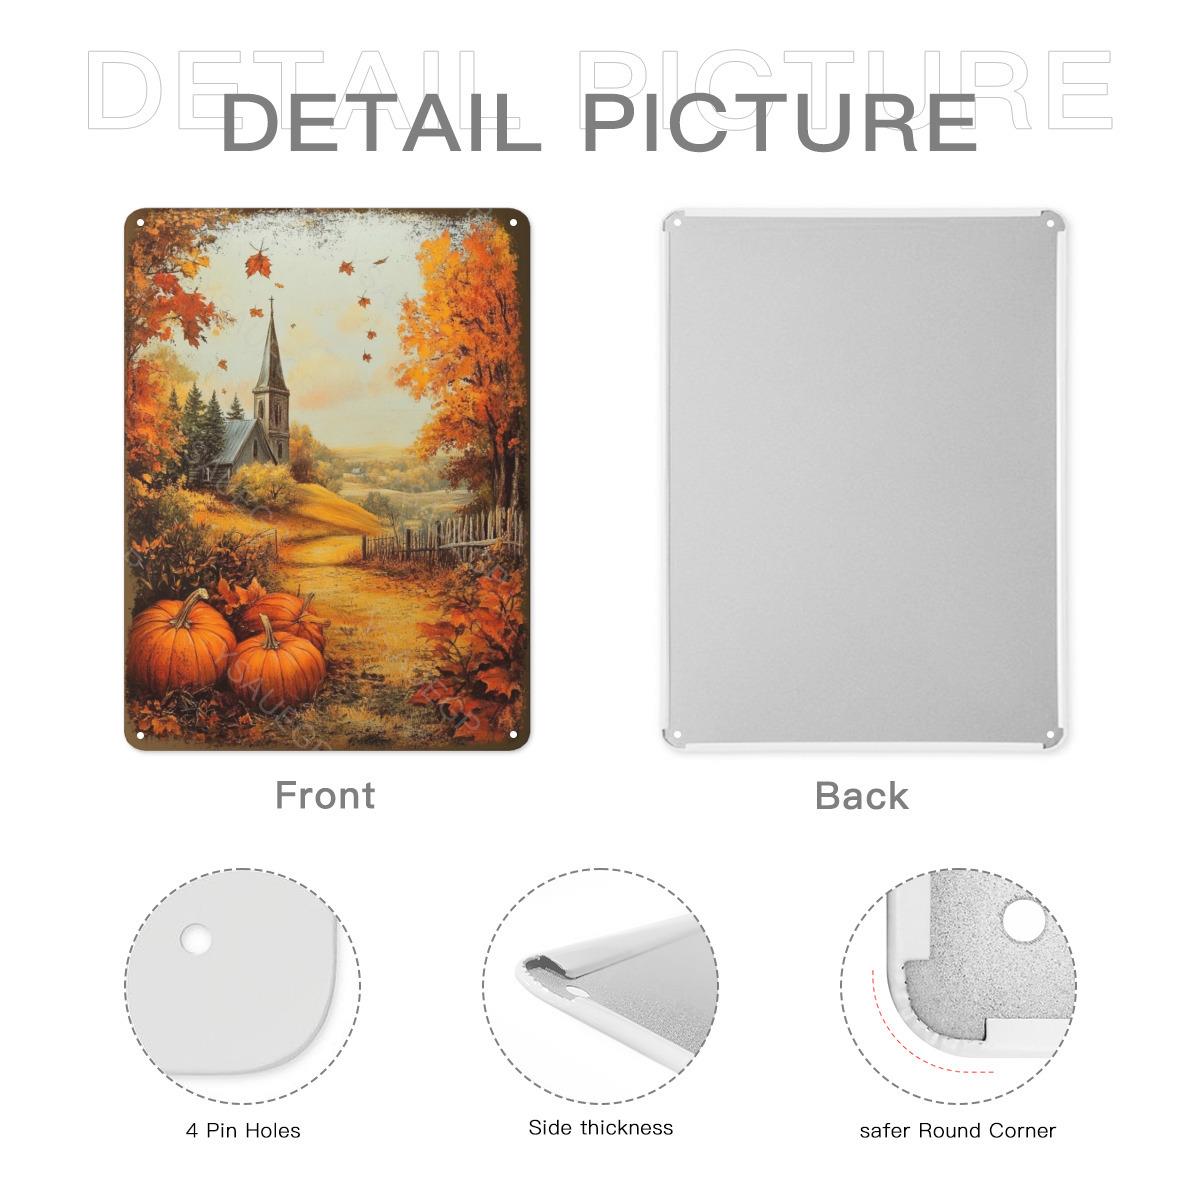 DETAIL PICTURE
DETAIL PICTURE
Front
Back
4 Pin Holes
Side thickness
safer Round Corner